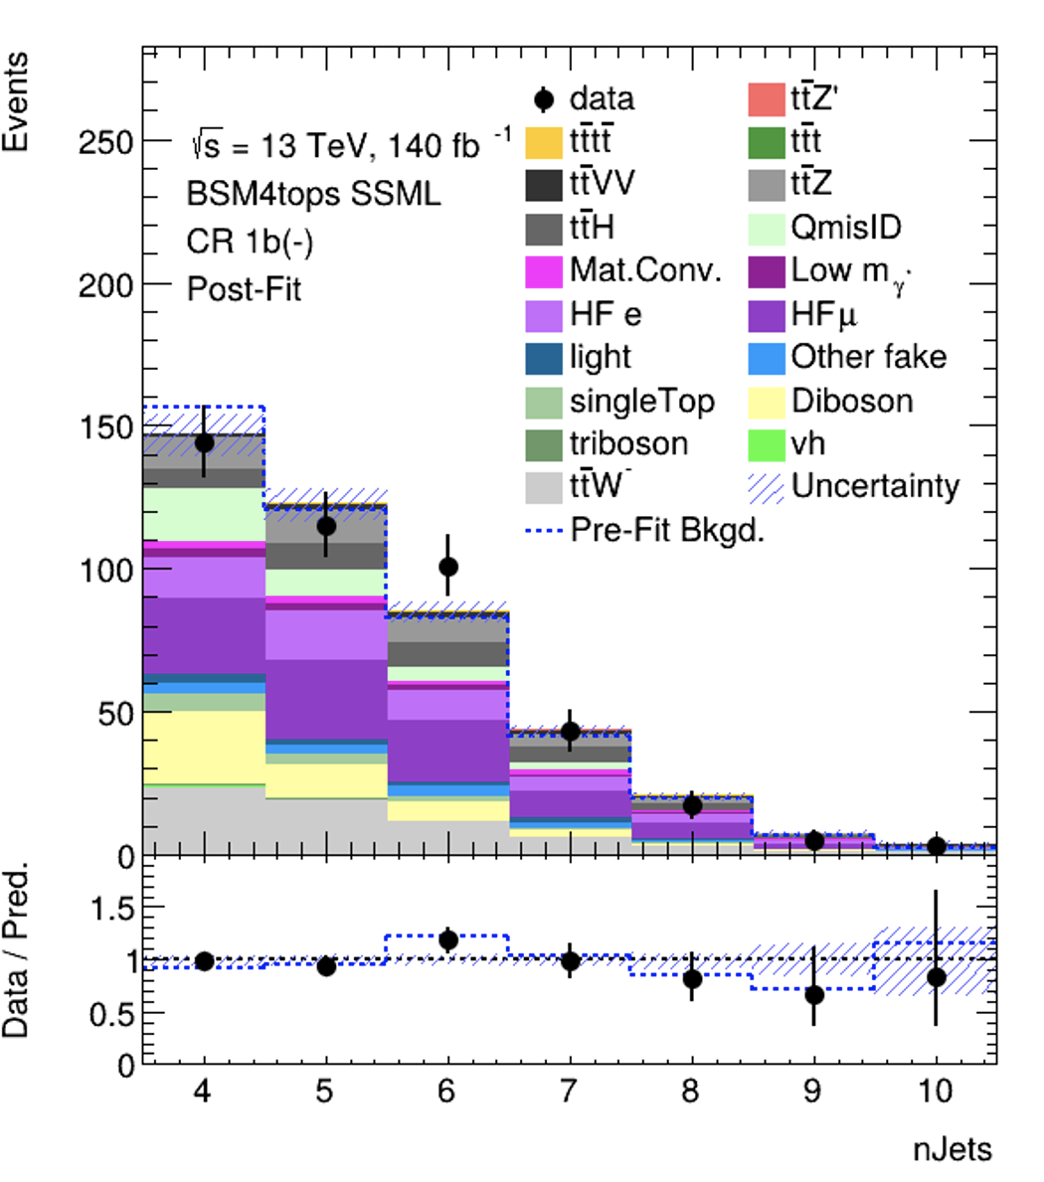 Events
250
200
150
100
50
0
√s = 13 TeV, 140 fb -1
BSM4tops SSML
CR 1b(-)
Post-Fit
data
tt̄Z'
tt̄tt̄
tt̄t
tt̄VV
tt̄Z
tt̄H
QmisID
Mat.Conv.
Low mγ*
HF e
HFμ
light
Other fake
singleTop
Diboson
triboson
vh
tt̄W-
Uncertainty
Pre-Fit Bkgd.
Data / Pred.
1.5
1
0.5
0
4 5 6 7 8 9 10
nJets